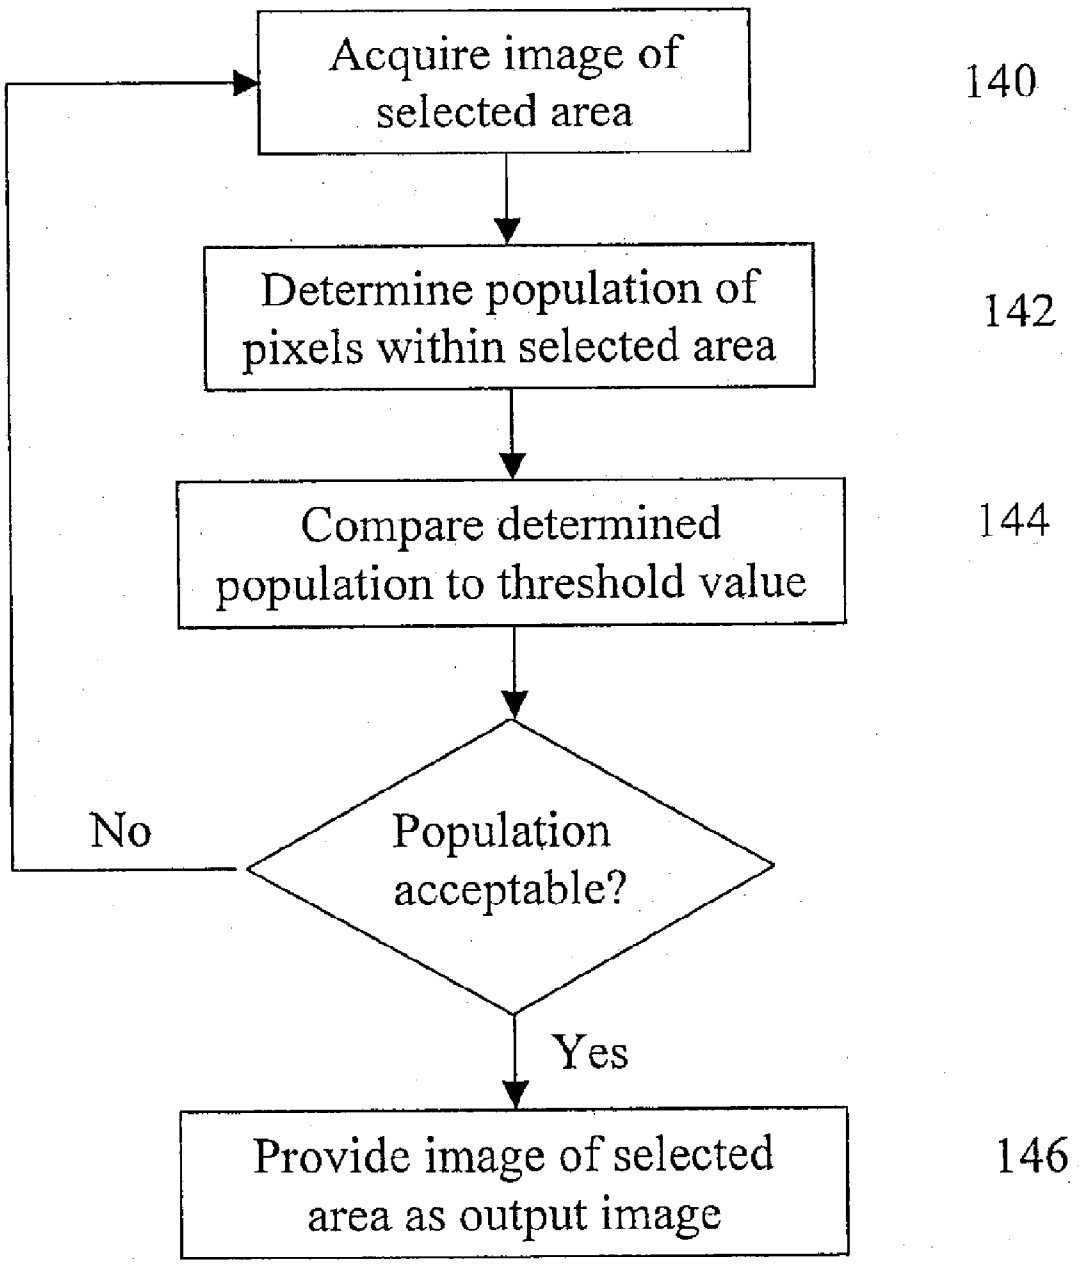 Acquire image of
selected area
140
Determine population of
pixels within selected area
142
Compare determined
population to threshold value
144
Population
acceptable?
No
Yes
Provide image of selected
area as output image
146